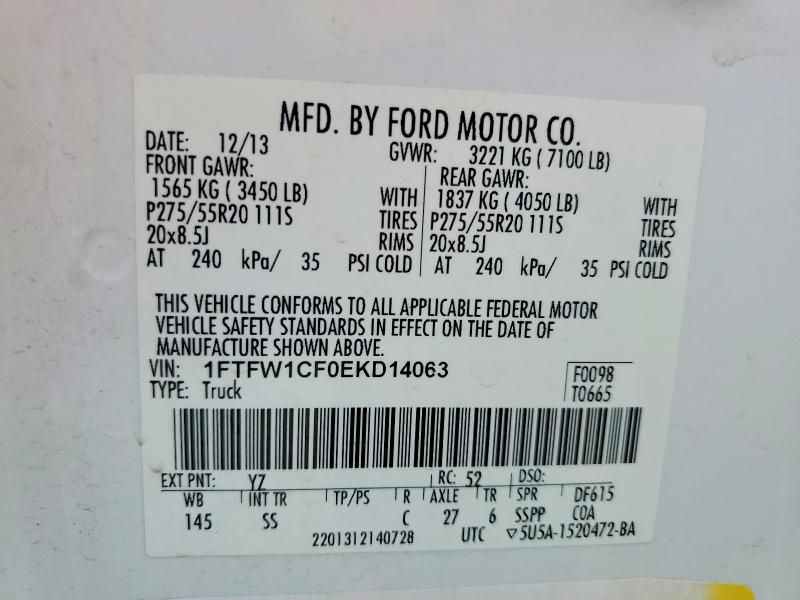 MFD. BY FORD MOTOR CO.
DATE: 12/13 GVWR: 3221 KG ( 7100 LB)
FRONT GAWR: REAR GAWR:
1565 KG ( 3450 LB) WITH 1837 KG ( 4050 LB) WITH
P275/55R20 111S TIRES P275/55R20 111S TIRES
20x8.5J RIMS 20x8.5J RIMS
AT 240 kPa/ 35 PSI COLD AT 240 kPa/ 35 PSI COLD
THIS VEHICLE CONFORMS TO ALL APPLICABLE FEDERAL MOTOR
VEHICLE SAFETY STANDARDS IN EFFECT ON THE DATE OF
MANUFACTURE SHOWN ABOVE.
VIN: 1FTFW1CF0EKD14063 F0098
TYPE: Truck T0665
EXT PNT: YZ RC: 52 DSO:
WB INT TR TP/PS R AXLE TR SPR DF615
145 SS C 27 6 SSPP COA
2201312140728 UTC ▽5U5A-1520472-BA